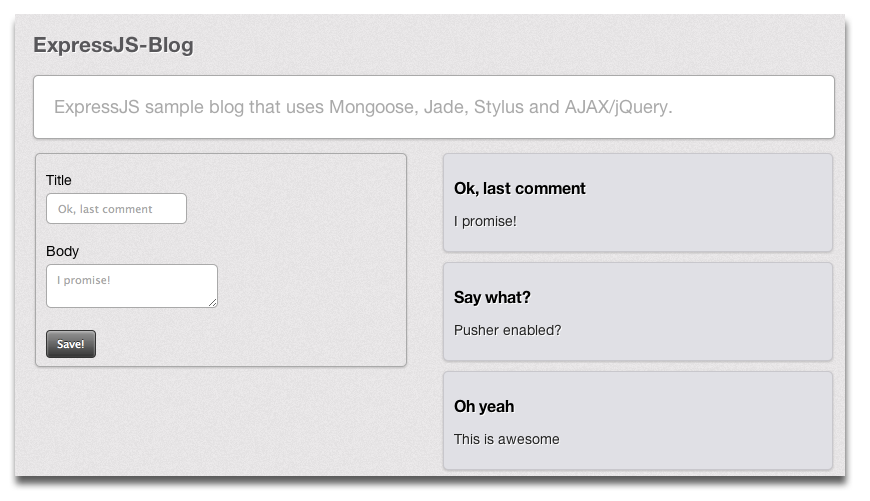 ExpressJS-Blog
ExpressJS sample blog that uses Mongoose, Jade, Stylus and AJAX/jQuery.
Title
Ok, last comment
Body
I promise!
Save!
Ok, last comment
I promise!
Say what?
Pusher enabled?
Oh yeah
This is awesome